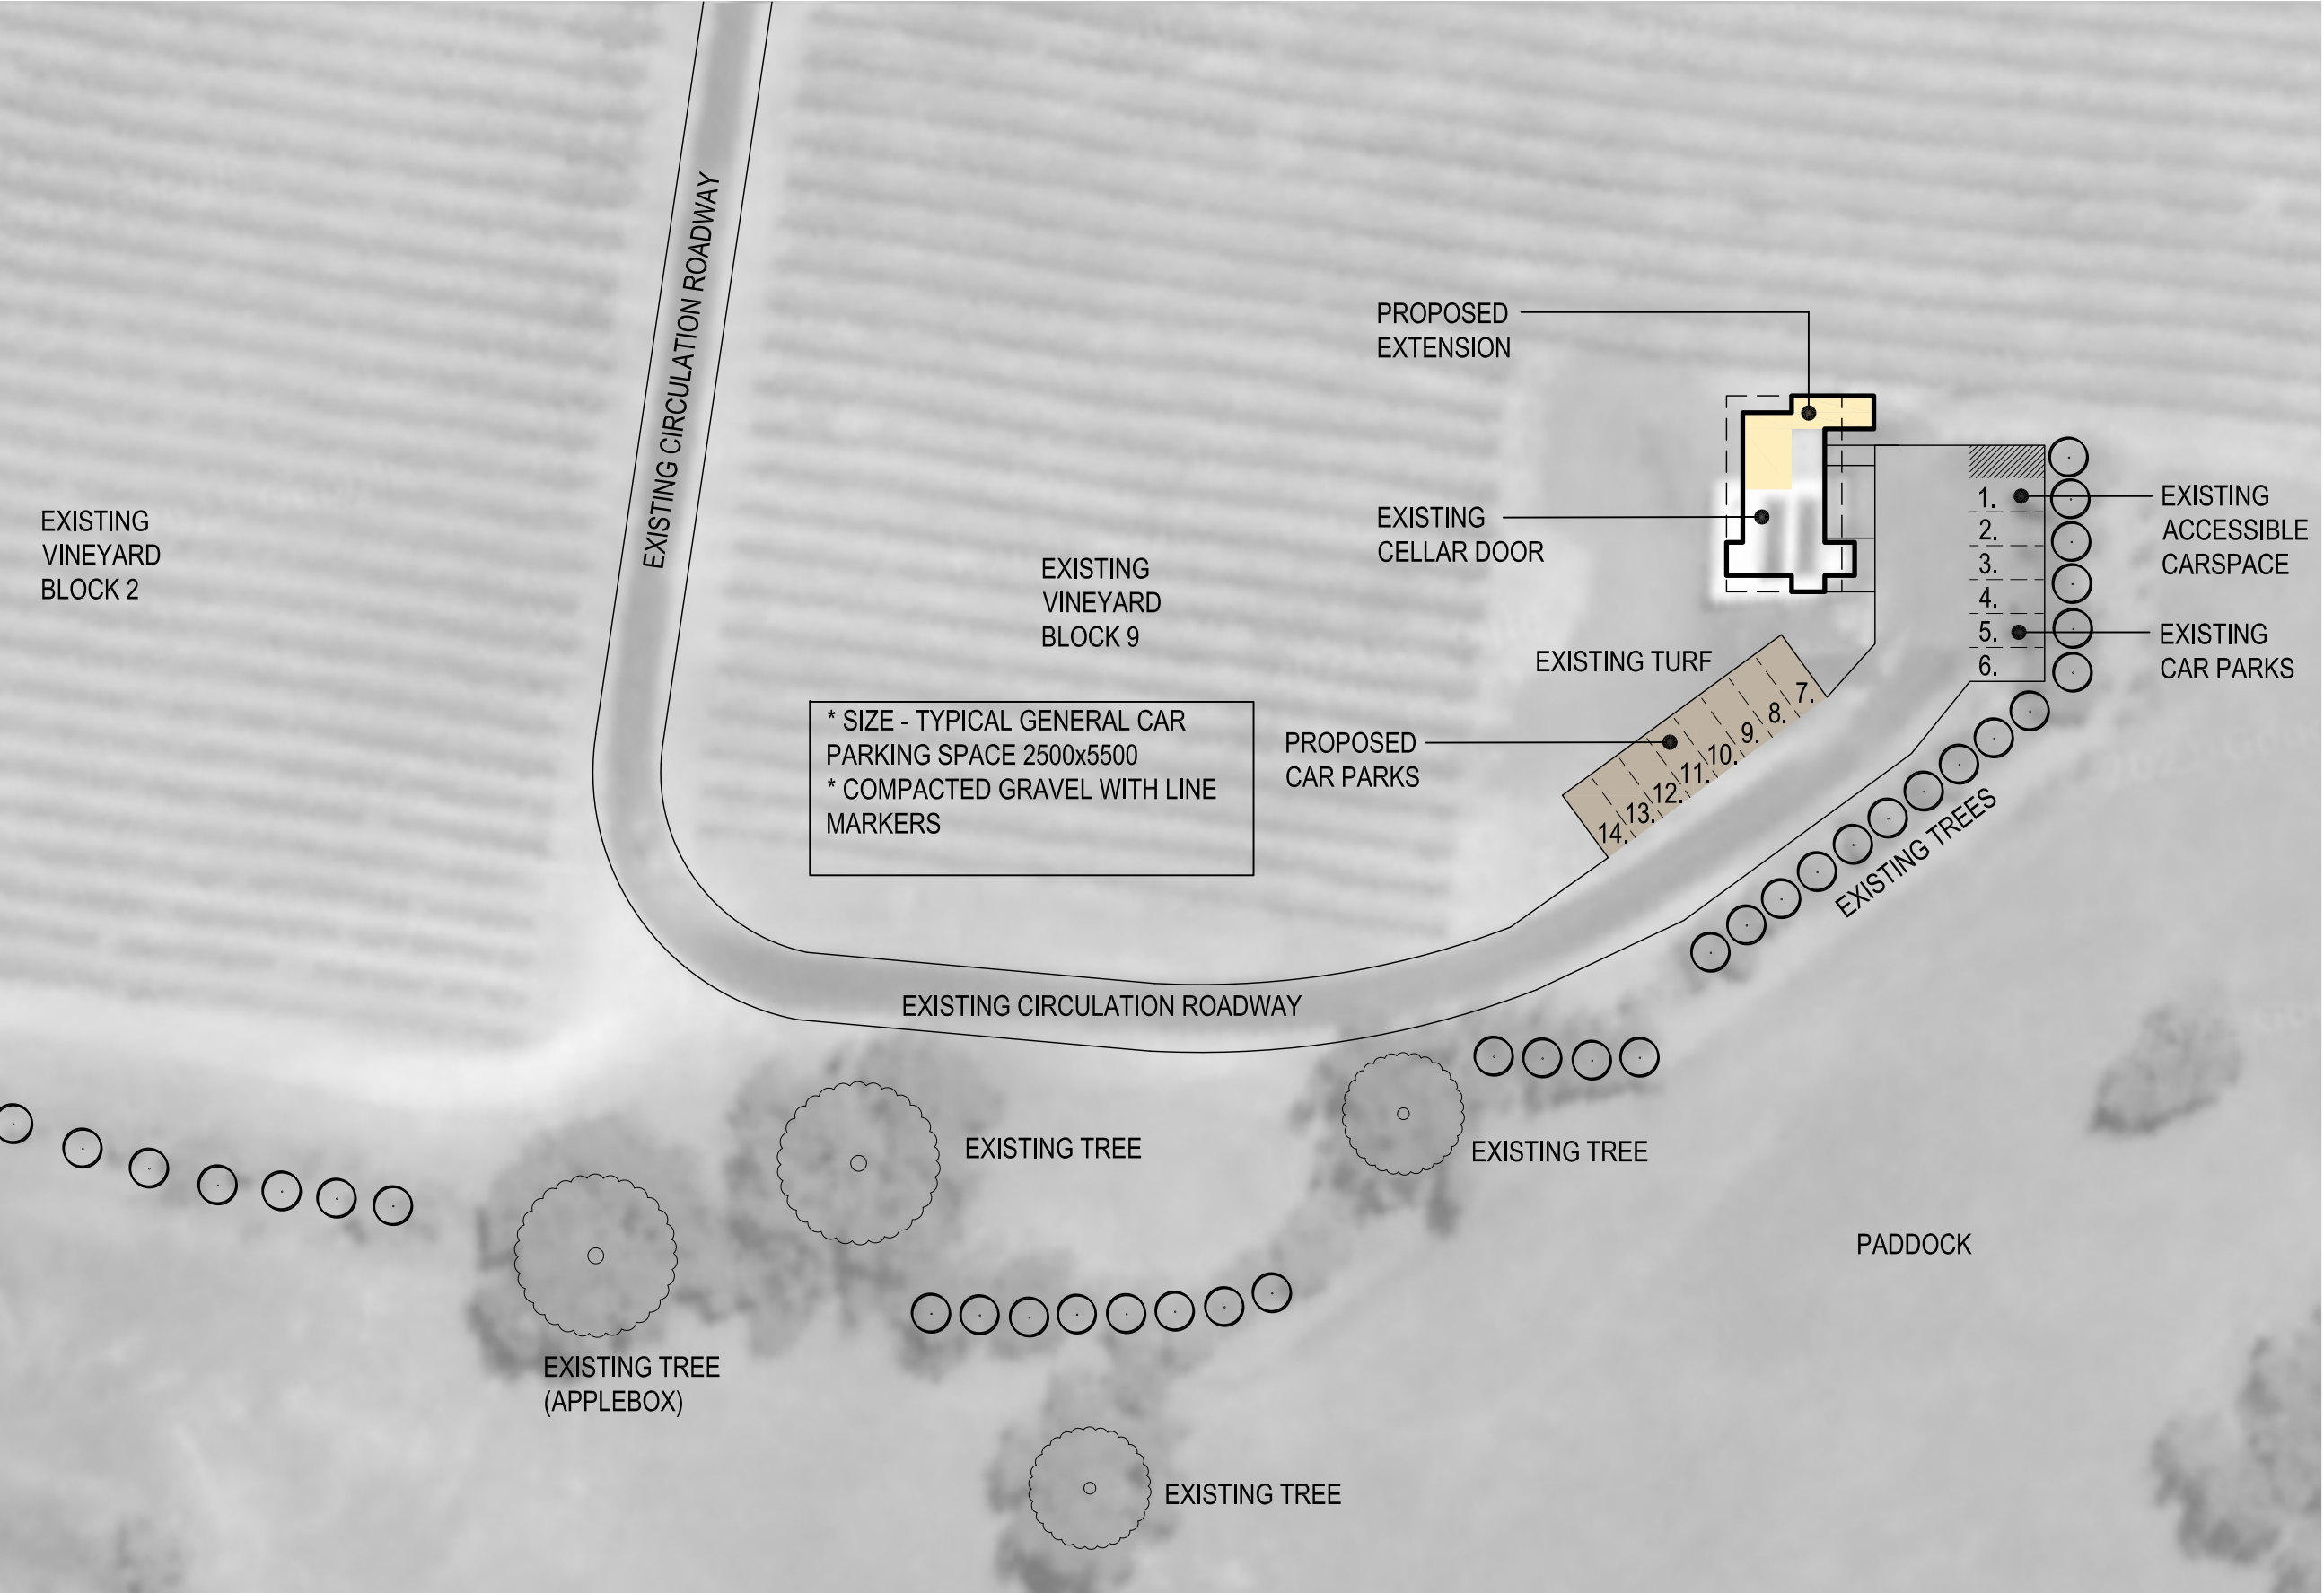 EXISTING CIRCULATION ROADWAY
PROPOSED
EXTENSION
EXISTING
VINEYARD
BLOCK 2
EXISTING
VINEYARD
BLOCK 9
EXISTING
CELLAR DOOR
1.
2.
3.
4.
5.
6.
EXISTING
ACCESSIBLE
CARSPACE
EXISTING
CAR PARKS
EXISTING TURF
* SIZE - TYPICAL GENERAL CAR
PARKING SPACE 2500x5500
* COMPACTED GRAVEL WITH LINE
MARKERS
PROPOSED
CAR PARKS
7.
8.
9.
10.
11.
12.
13.
14.
EXISTING TREES
EXISTING CIRCULATION ROADWAY
EXISTING TREE
EXISTING TREE
PADDOCK
EXISTING TREE
(APPLEBOX)
EXISTING TREE